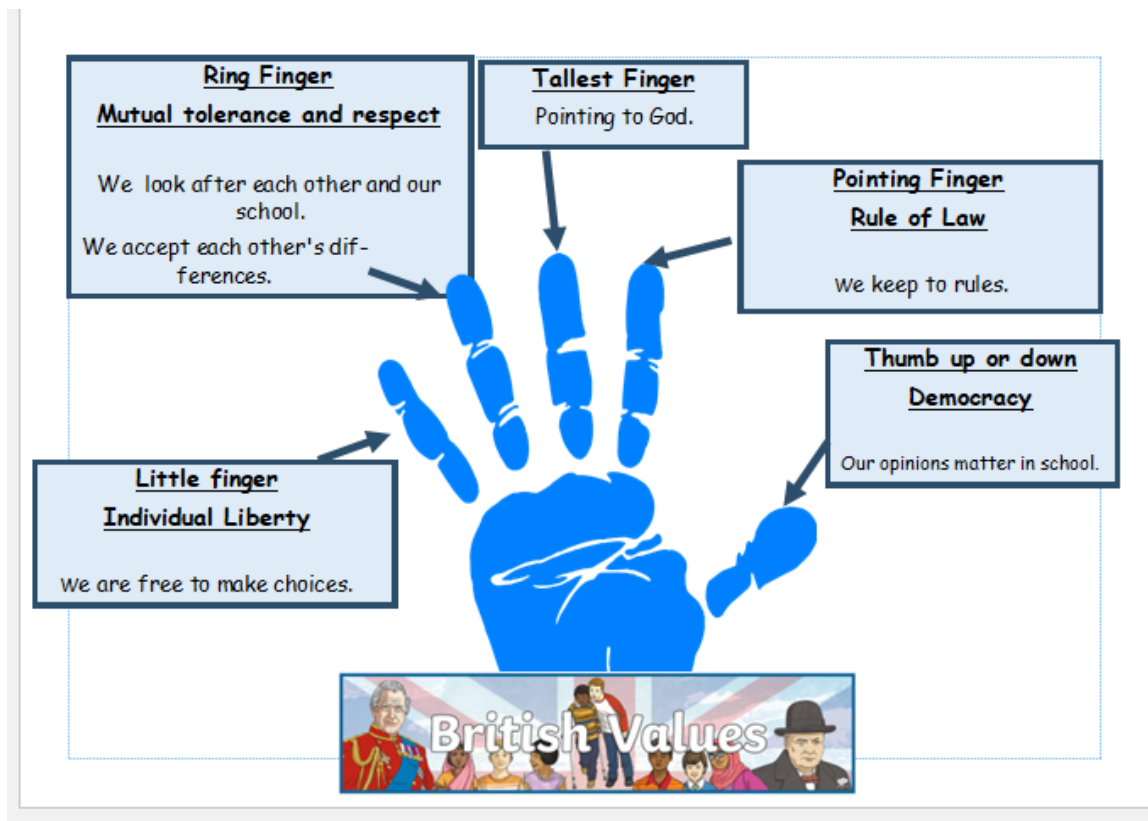 Ring Finger
Mutual tolerance and respect
We look after each other and our
school.
We accept each other's dif-
ferences.
Tallest Finger
Pointing to God.
Pointing Finger
Rule of Law
We keep to rules.
Thumb up or down
Democracy
Our opinions matter in school.
Little finger
Individual Liberty
We are free to make choices.
British Values